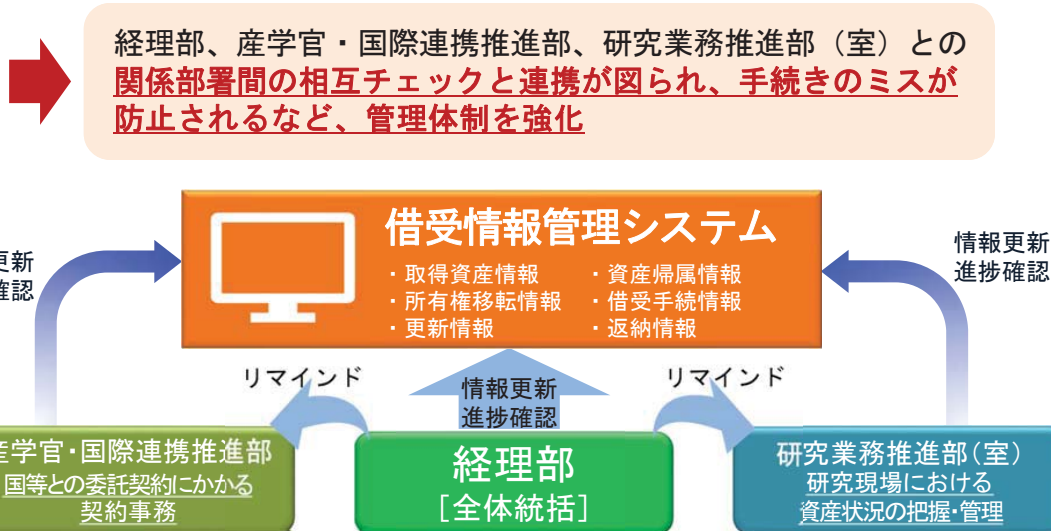 経理部、産学官・国際連携推進部、研究業務推進部（室）との
関係部署間の相互チェックと連携が図られ、手続きのミスが
防止されるなど、管理体制を強化
借受情報管理システム
・取得資産情報 ・資産帰属情報
・所有権移転情報 ・借受手続情報
・更新情報 ・返納情報
更新
確認
情報更新
進捗確認
リマインド
情報更新
進捗確認
リマインド
産学官・国際連携推進部
国等との委託契約にかかる
契約事務
経理部
［全体統括］
研究業務推進部（室）
研究現場における
資産状況の把握・管理